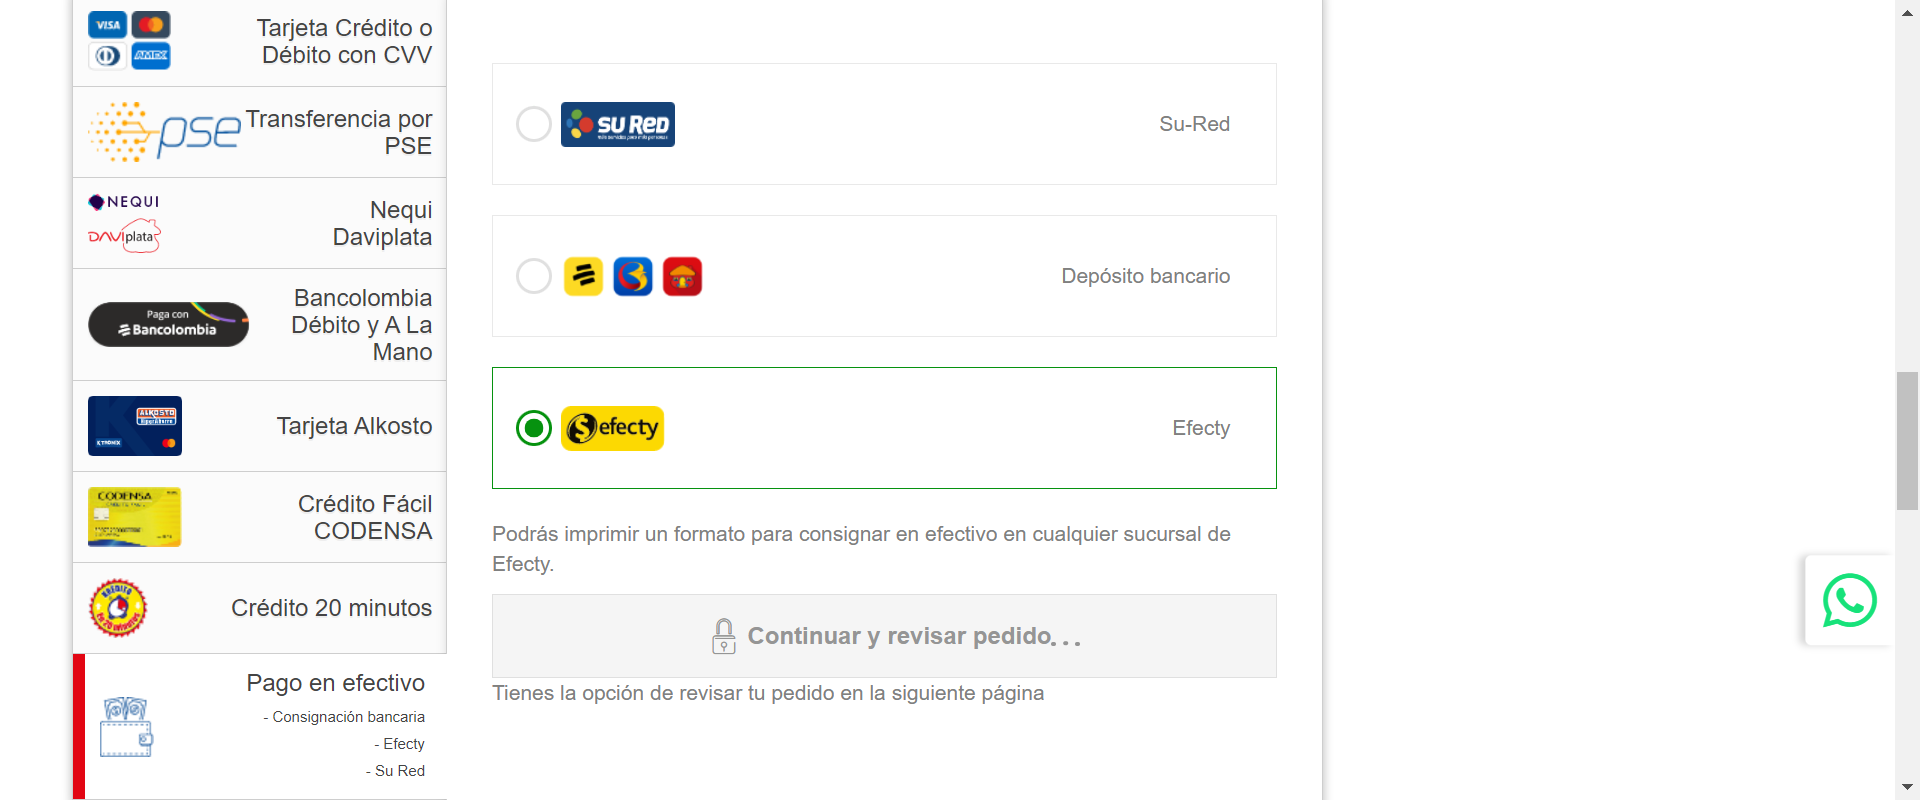 VISA
AMEX
Tarjeta Crédito o
Débito con CVV
pse
Transferencia por
PSE
NEQUI
DAVIplata
Nequi
Daviplata
Paga con
Bancolombia
Bancolombia
Débito y A La
Mano
ALKOSTO
K·TRONIX
Tarjeta Alkosto
CODENSA
Crédito Fácil
CODENSA
Crédito 20 minutos
Pago en efectivo
- Consignación bancaria
- Efecty
- Su Red
SU RED
Su-Red
Depósito bancario
efecty
Efecty
Podrás imprimir un formato para consignar en efectivo en cualquier sucursal de
Efecty.
Continuar y revisar pedido...
Tienes la opción de revisar tu pedido en la siguiente página